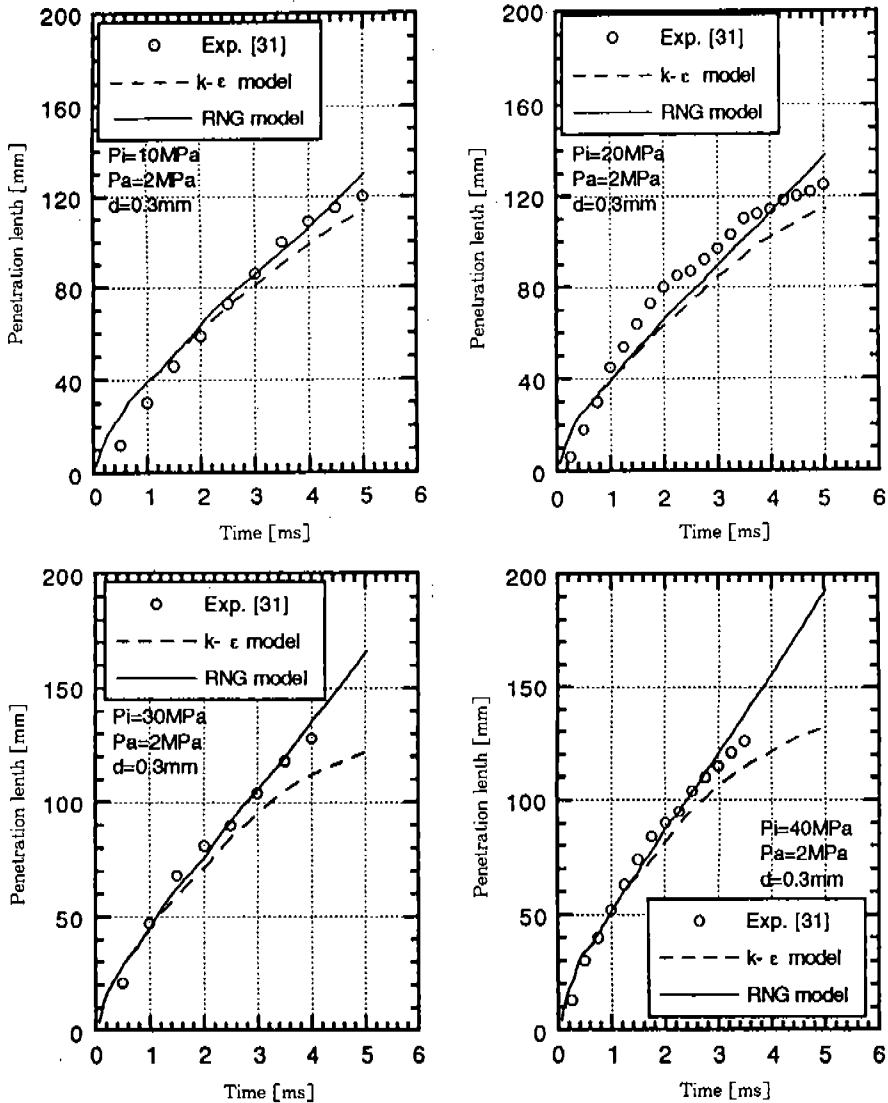 200
160
120
80
40
0
Penetration lenth [mm]
Exp. [31]
k- ε model
RNG model
Pi=10MPa
Pa=2MPa
d=0.3mm
0 1 2 3 4 5 6
Time [ms]
200
160
120
80
40
0
Penetration lenth [mm]
Exp. [31]
k- ε model
RNG model
Pi=20MPa
Pa=2MPa
d=0.3mm
0 1 2 3 4 5 6
Time [ms]
200
150
100
50
0
Penetration lenth [mm]
Exp. [31]
k- ε model
RNG model
Pi=30MPa
Pa=2MPa
d=0.3mm
0 1 2 3 4 5 6
Time [ms]
200
150
100
50
0
Penetration lenth [mm]
Pi=40MPa
Pa=2MPa
d=0.3mm
Exp. [31]
k- ε model
RNG model
0 1 2 3 4 5 6
Time [ms]